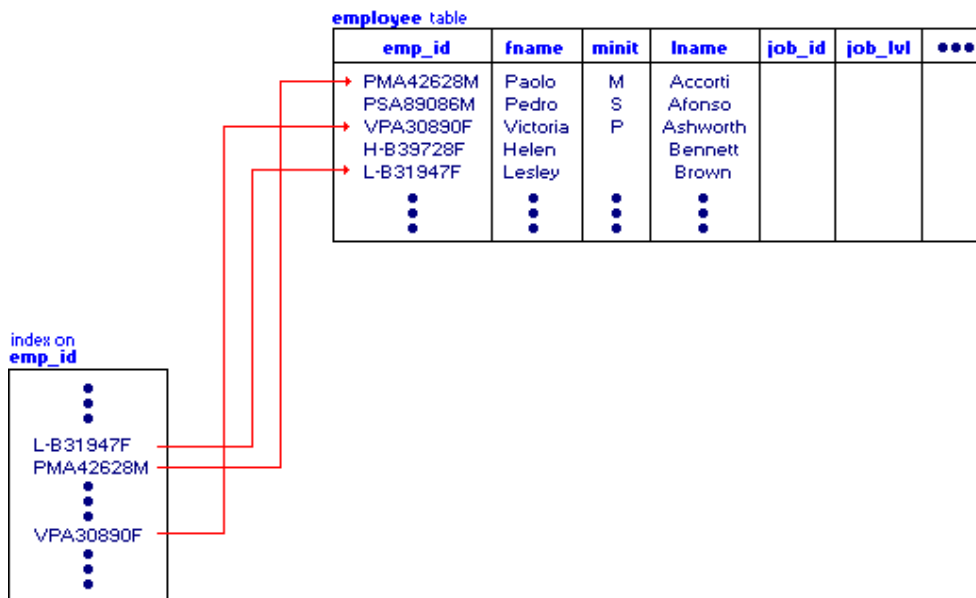 employee table
emp_id fname minit lname job_id job_lvl
PMA42628M Paolo M Accorti
PSA89086M Pedro S Afonso
VPA30890F Victoria P Ashworth
H-B39728F Helen Bennett
L-B31947F Lesley Brown
index on
emp_id
L-B31947F
PMA42628M
VPA30890F